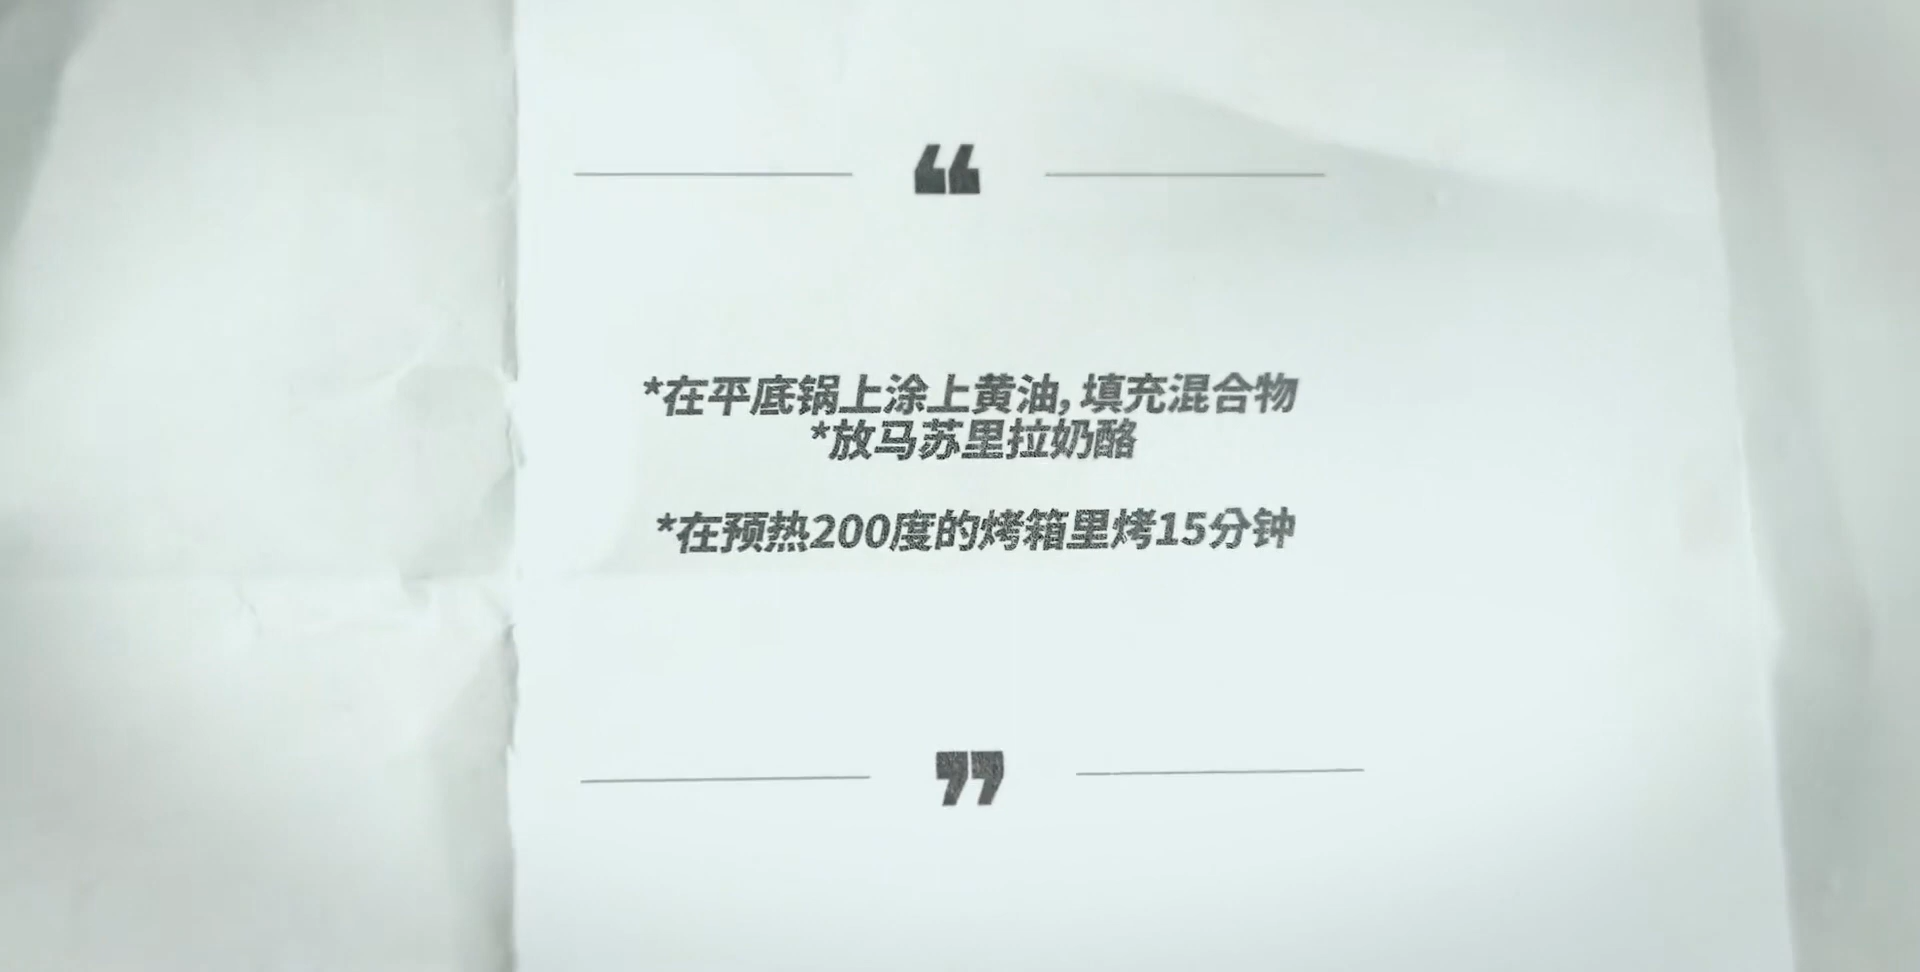 ❝
*在平底锅上涂上黄油,填充混合物
*放马苏里拉奶酪
*在预热200度的烤箱里烤15分钟
❞